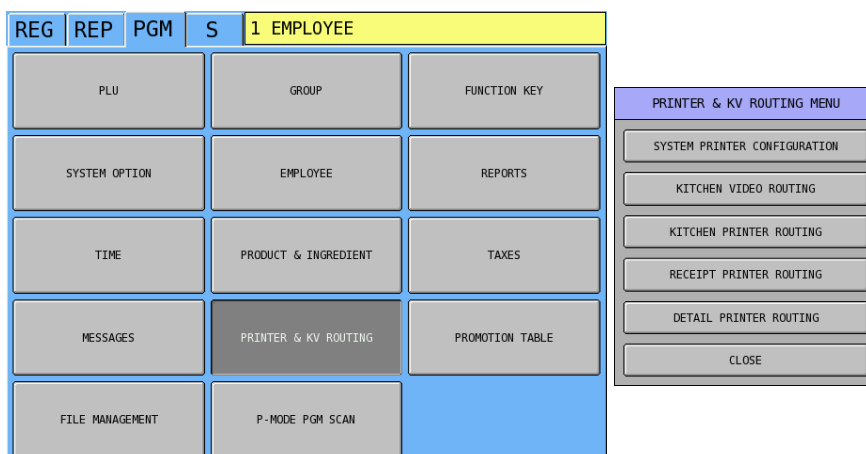 REG REP PGM S 1 EMPLOYEE
PLU GROUP FUNCTION KEY
SYSTEM OPTION EMPLOYEE REPORTS
TIME PRODUCT & INGREDIENT TAXES
MESSAGES PRINTER & KV ROUTING PROMOTION TABLE
FILE MANAGEMENT P-MODE PGM SCAN
PRINTER & KV ROUTING MENU
SYSTEM PRINTER CONFIGURATION
KITCHEN VIDEO ROUTING
KITCHEN PRINTER ROUTING
RECEIPT PRINTER ROUTING
DETAIL PRINTER ROUTING
CLOSE